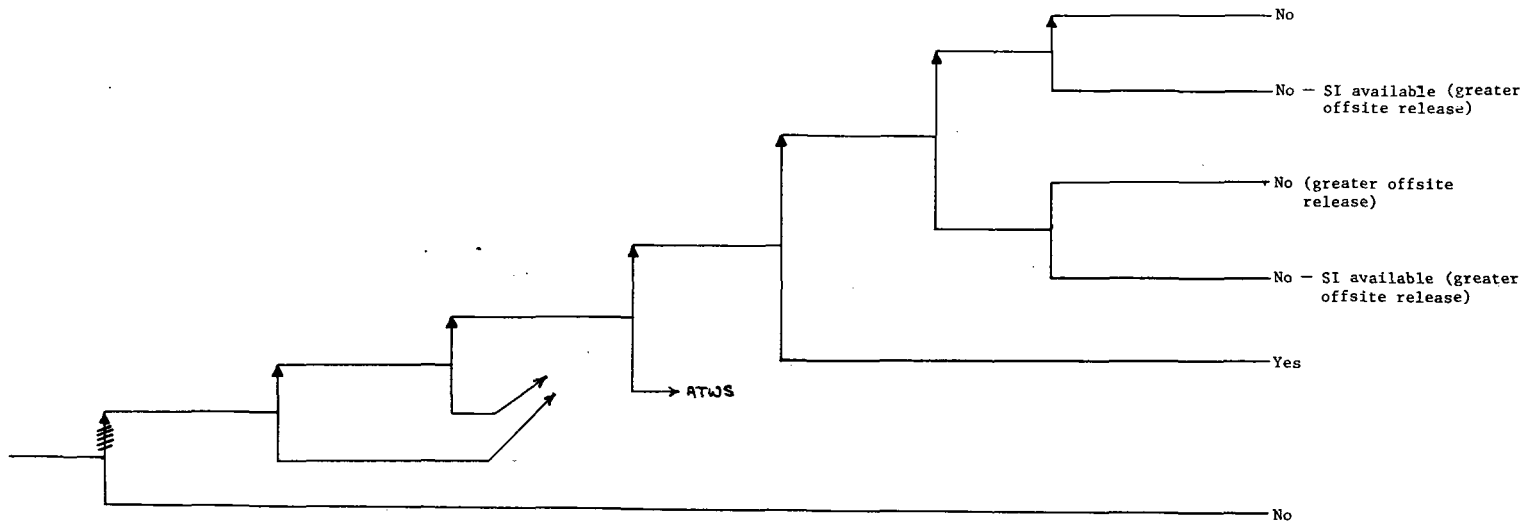 No
No — SI available (greater
offsite release)
No (greater offsite
release)
No — SI available (greater
offsite release)
Yes
ATWS
No